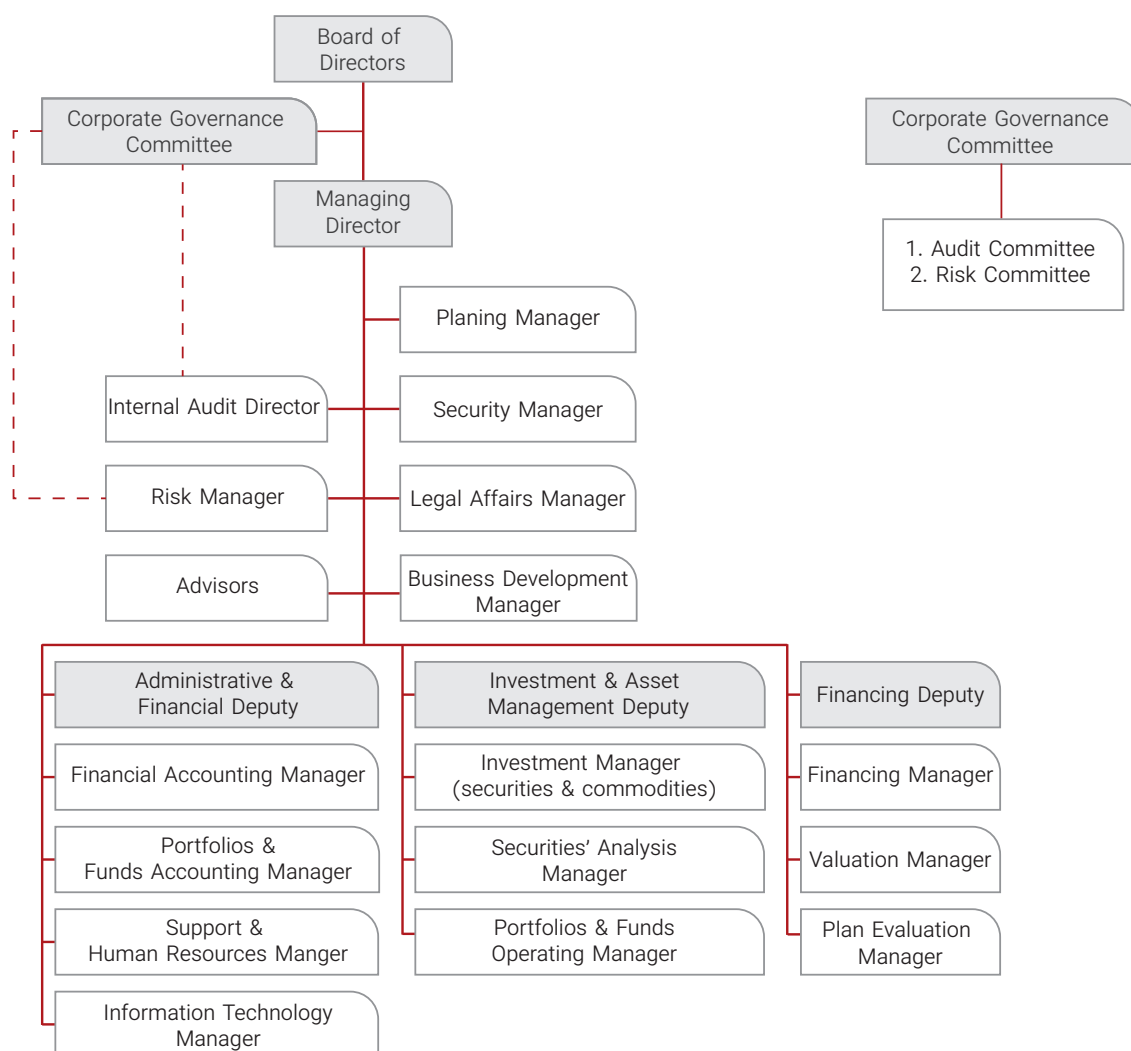 Board of
Directors
Corporate Governance
Committee
Corporate Governance
Committee
Managing
Director
1. Audit Committee
2. Risk Committee
Planing Manager
Internal Audit Director
Security Manager
Risk Manager
Legal Affairs Manager
Advisors
Business Development
Manager
Administrative &
Financial Deputy
Investment & Asset
Management Deputy
Financing Deputy
Financial Accounting Manager
Investment Manager
(securities & commodities)
Financing Manager
Portfolios &
Funds Accounting Manager
Securities’ Analysis
Manager
Valuation Manager
Support &
Human Resources Manger
Portfolios & Funds
Operating Manager
Plan Evaluation
Manager
Information Technology
Manager